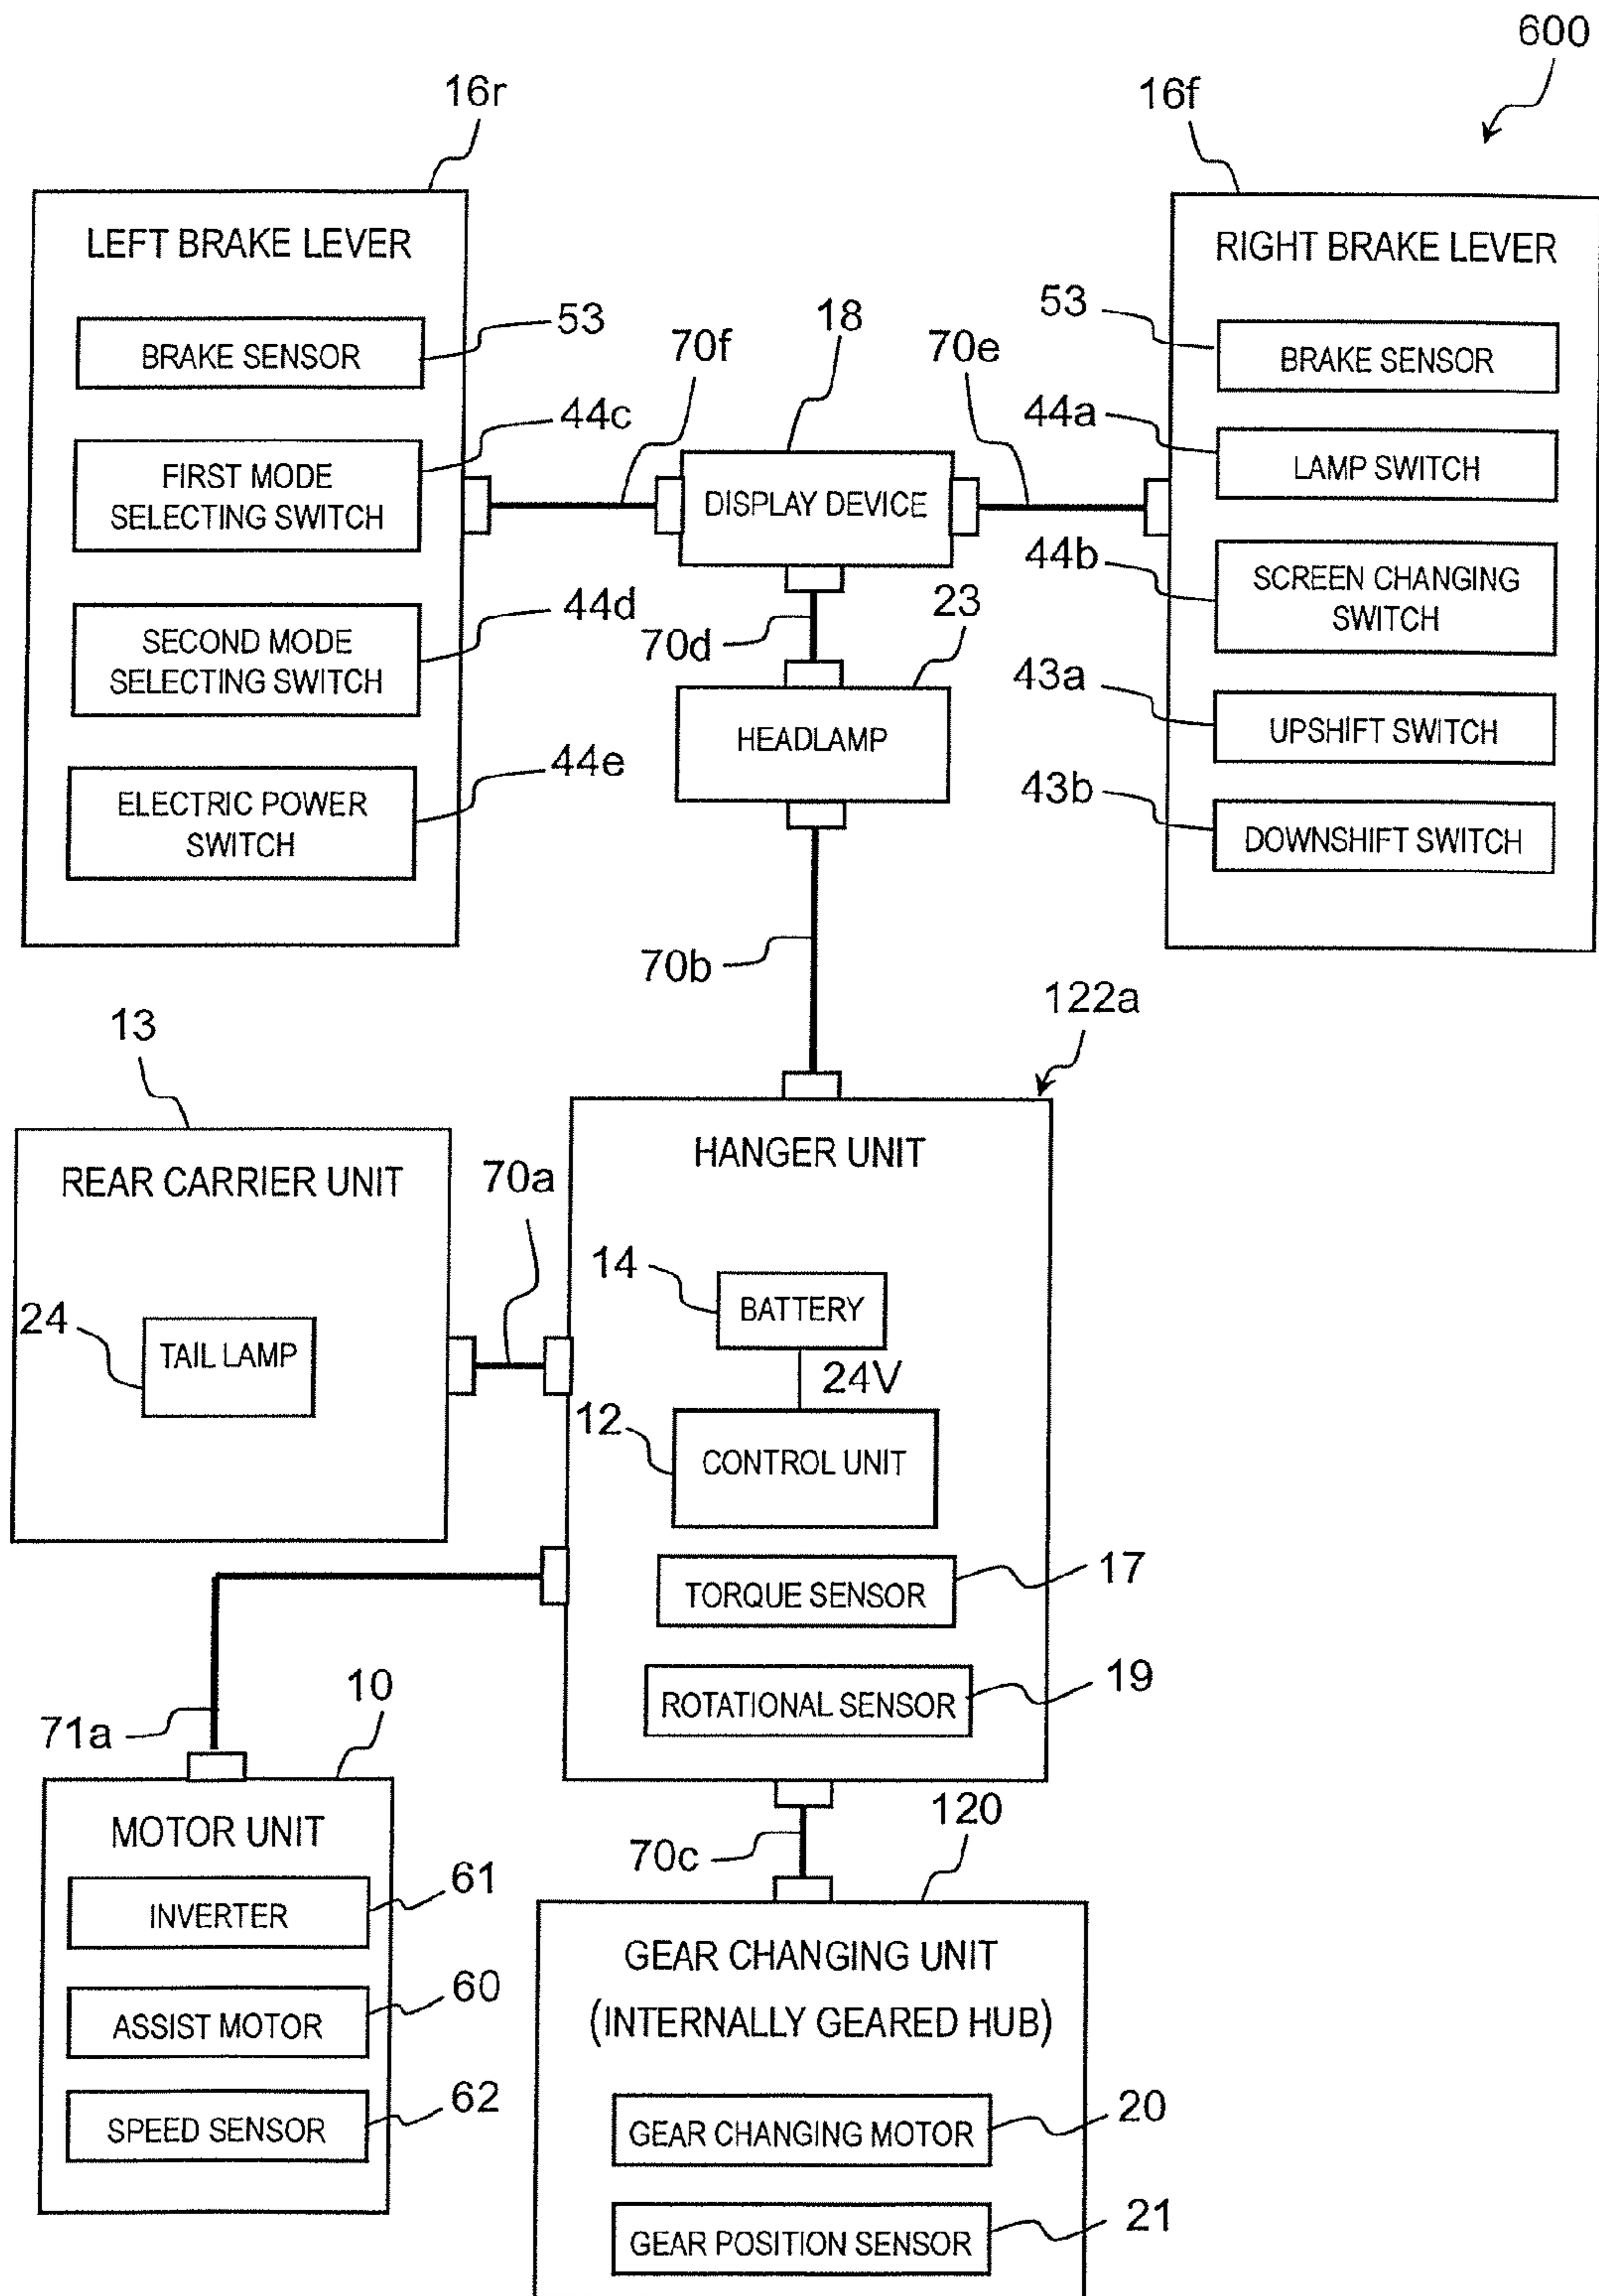 600
16r
16f
LEFT BRAKE LEVER
RIGHT BRAKE LEVER
53
BRAKE SENSOR
44c
FIRST MODE
SELECTING SWITCH
44d
SECOND MODE
SELECTING SWITCH
44e
ELECTRIC POWER
SWITCH
70f
18
70e
DISPLAY DEVICE
53
BRAKE SENSOR
44a
LAMP SWITCH
44b
SCREEN CHANGING
SWITCH
43a
UPSHIFT SWITCH
43b
DOWNSHIFT SWITCH
70d
23
HEADLAMP
70b
122a
13
REAR CARRIER UNIT
24
TAIL LAMP
70a
HANGER UNIT
14
BATTERY
24V
12
CONTROL UNIT
17
TORQUE SENSOR
19
ROTATIONAL SENSOR
71a
10
MOTOR UNIT
61
INVERTER
60
ASSIST MOTOR
62
SPEED SENSOR
70c
120
GEAR CHANGING UNIT
(INTERNALLY GEARED HUB)
20
GEAR CHANGING MOTOR
21
GEAR POSITION SENSOR